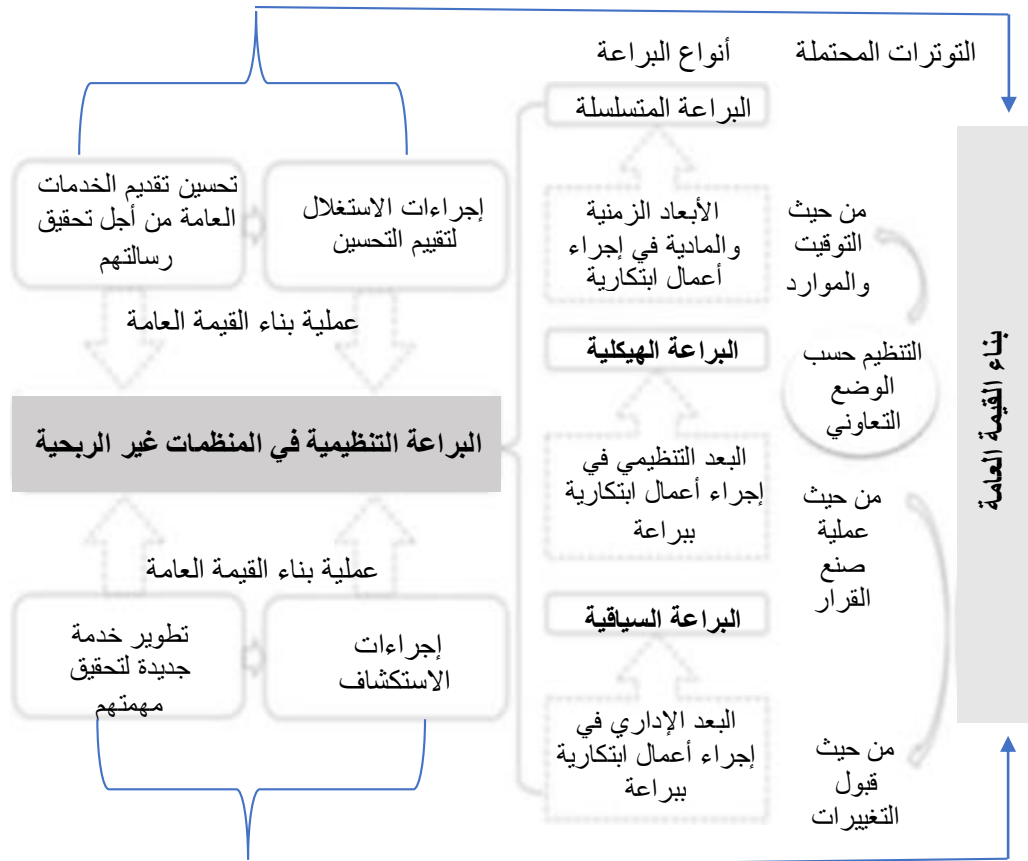 التوترات المحتملة
أنواع البراعة
البراعة المتسلسلة
تحسين تقديم الخدمات
العامة من أجل تحقيق
رسالتهم
إجراءات الاستغلال
لتقييم التحسين
الأبعاد الزمنية
والمادية في إجراء
أعمال ابتكارية
من حيث
التوقيت
والموارد
عملية بناء القيمة العامة
البراعة الهيكلية
التنظيم حسب
الوضع
التعاوني
بناء القيمة العامة
البراعة التنظيمية في المنظمات غير الربحية
البعد التنظيمي في
إجراء أعمال ابتكارية
ببراعة
من حيث
عملية
صنع
القرار
عملية بناء القيمة العامة
البراعة السياقية
تطوير خدمة
جديدة لتحقيق
مهمتهم
إجراءات
الاستكشاف
البعد الإداري في
إجراء أعمال ابتكارية
ببراعة
من حيث
قبول
التغييرات